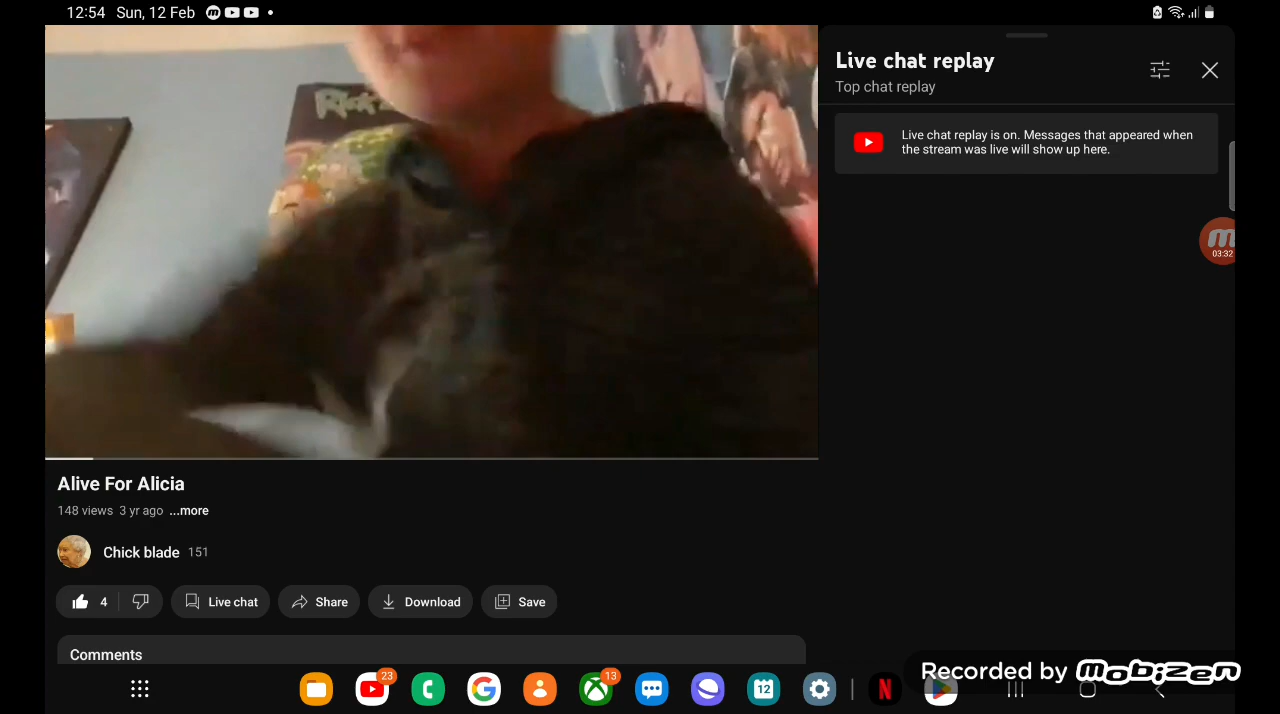 12:54 Sun, 12 Feb
Live chat replay
Top chat replay
Live chat replay is on. Messages that appeared when
the stream was live will show up here.
03:32
Alive For Alicia
148 views 3 yr ago ...more
Chick blade 151
4 Live chat Share Download Save
Comments
23
13
12
N
Recorded by Mobizen